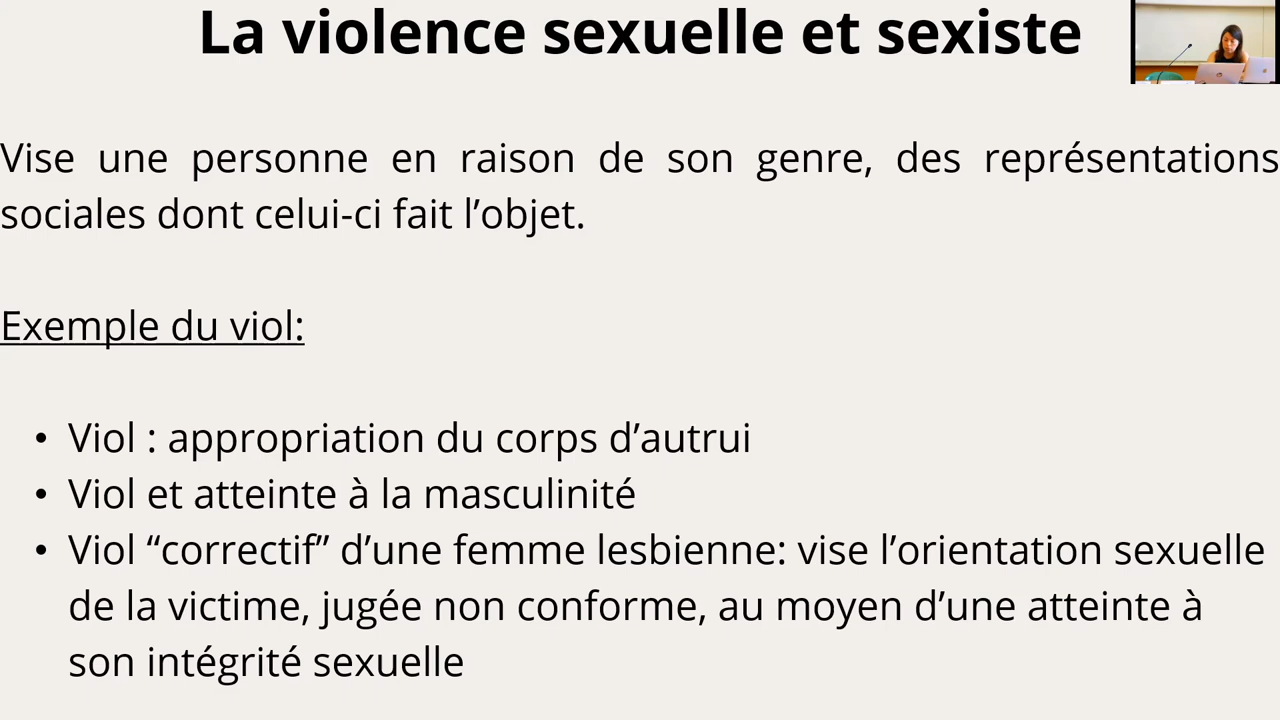 La violence sexuelle et sexiste
Vise une personne en raison de son genre, des représentations
sociales dont celui-ci fait l’objet.
Exemple du viol:
• Viol : appropriation du corps d’autrui
• Viol et atteinte à la masculinité
• Viol “correctif” d’une femme lesbienne: vise l’orientation sexuelle
de la victime, jugée non conforme, au moyen d’une atteinte à
son intégrité sexuelle